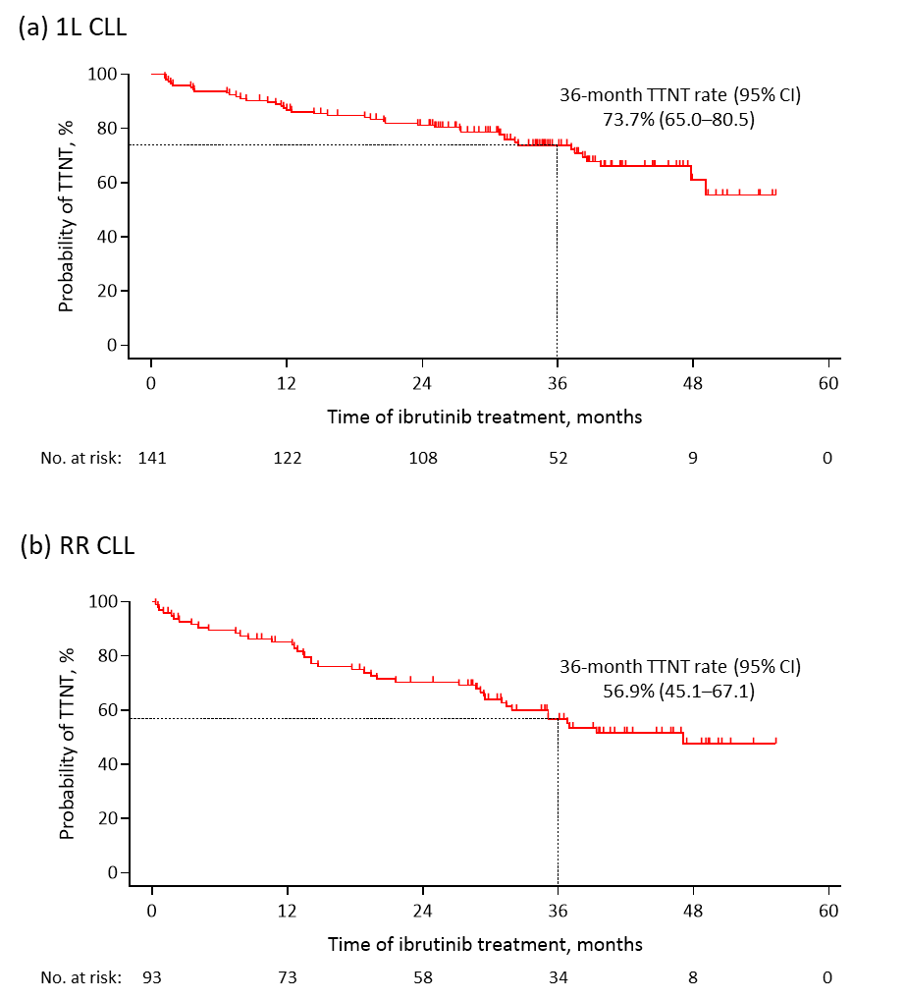 (a) 1L CLL
36-month TTNT rate (95% CI)
73.7% (65.0–80.5)
Probability of TTNT, %
100
80
60
40
20
0
0 12 24 36 48 60
Time of ibrutinib treatment, months
No. at risk: 141 122 108 52 9 0
(b) RR CLL
36-month TTNT rate (95% CI)
56.9% (45.1–67.1)
Probability of TTNT, %
100
80
60
40
20
0
0 12 24 36 48 60
Time of ibrutinib treatment, months
No. at risk: 93 73 58 34 8 0